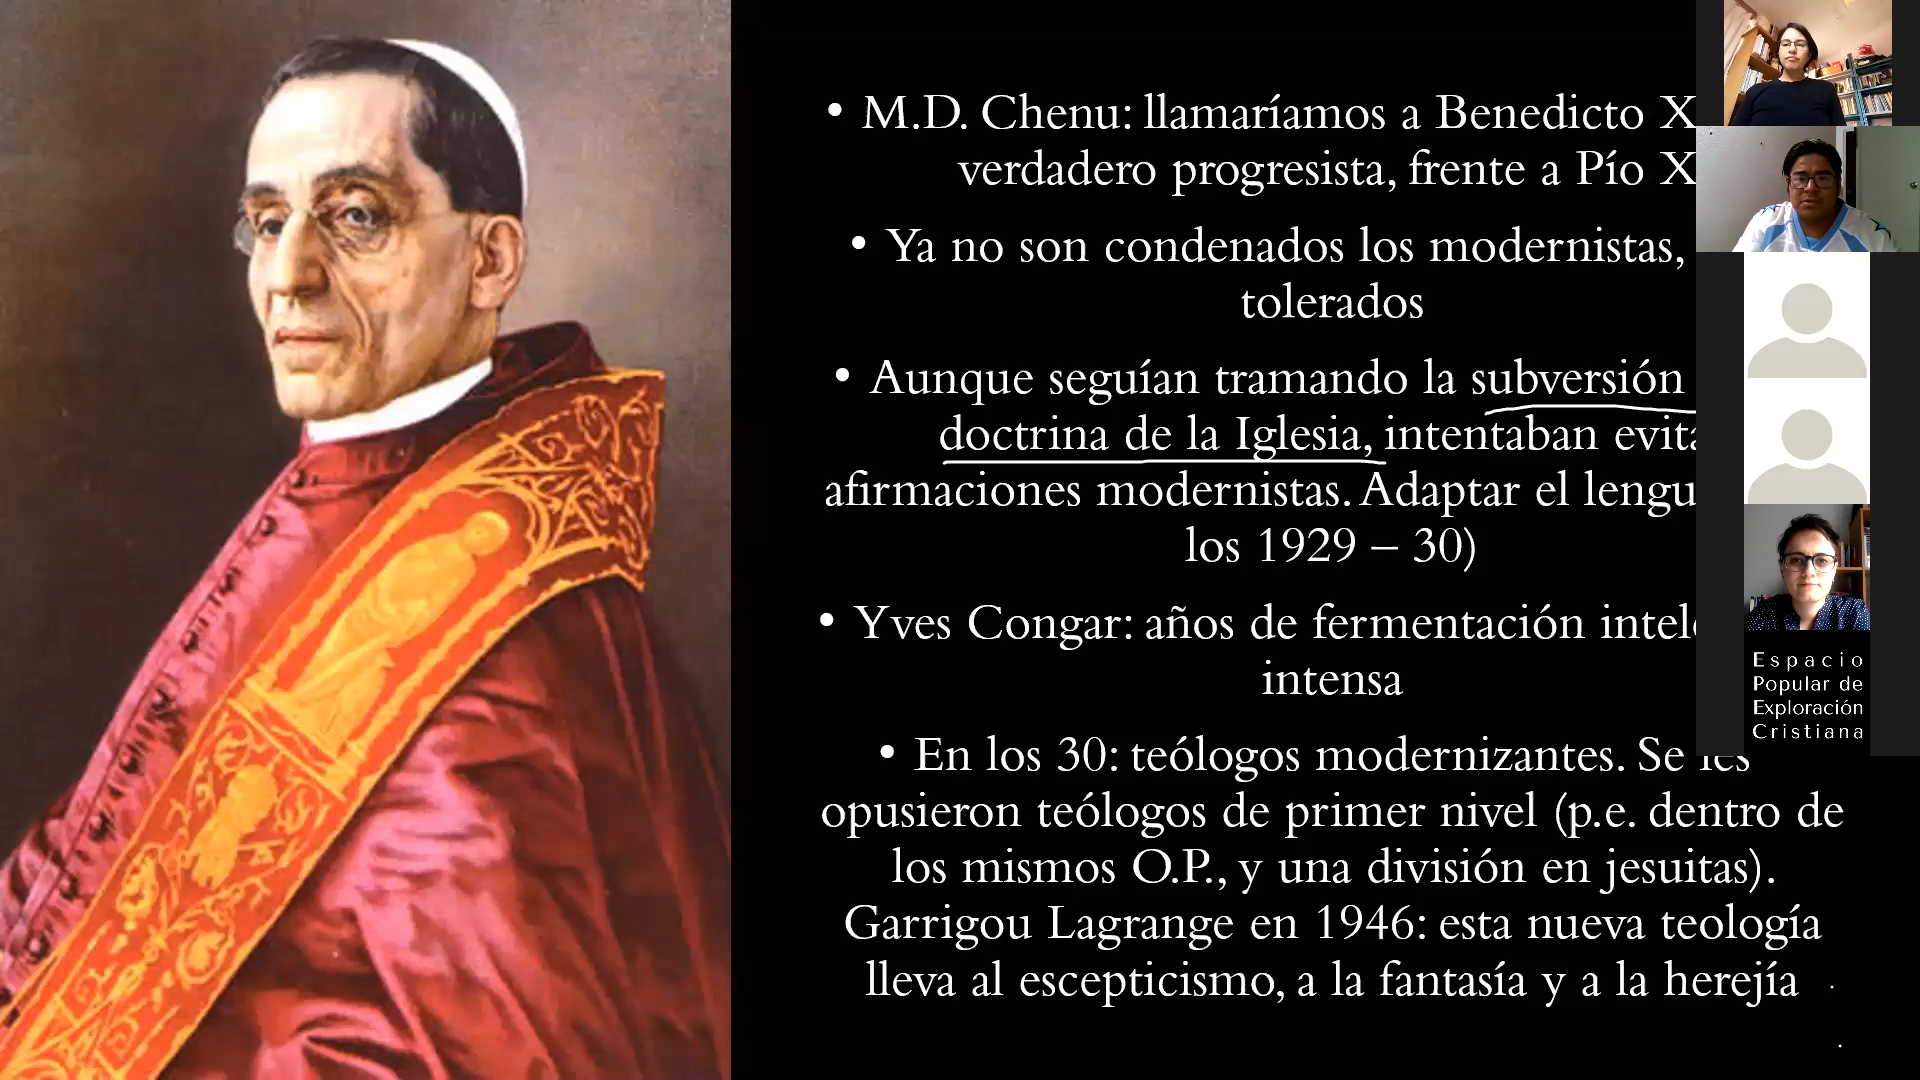 • M.D. Chenu: llamaríamos a Benedicto X
verdadero progresista, frente a Pío X
• Ya no son condenados los modernistas,
tolerados
• Aunque seguían tramando la subversión
doctrina de la Iglesia, intentaban
afirmaciones modernistas. Adaptar el
los 1929 – 30)
• Yves Congar: años de fermentación
intensa
• En los 30: teólogos modernizantes. Se les
opusieron teólogos de primer nivel (p.e. dentro de
los mismos O.P., y una división en jesuitas).
Garrigou Lagrange en 1946: esta nueva teología
lleva al escepticismo, a la fantasía y a la herejía
Espacio
Popular de
Exploración
Cristiana